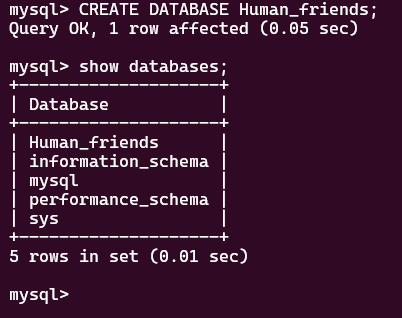 mysql> CREATE DATABASE Human_friends;
Query OK, 1 row affected (0.05 sec)
mysql> show databases;
+--------------------+
| Database           |
+--------------------+
| Human_friends      |
| information_schema |
| mysql              |
| performance_schema |
| sys                |
+--------------------+
5 rows in set (0.01 sec)
mysql>